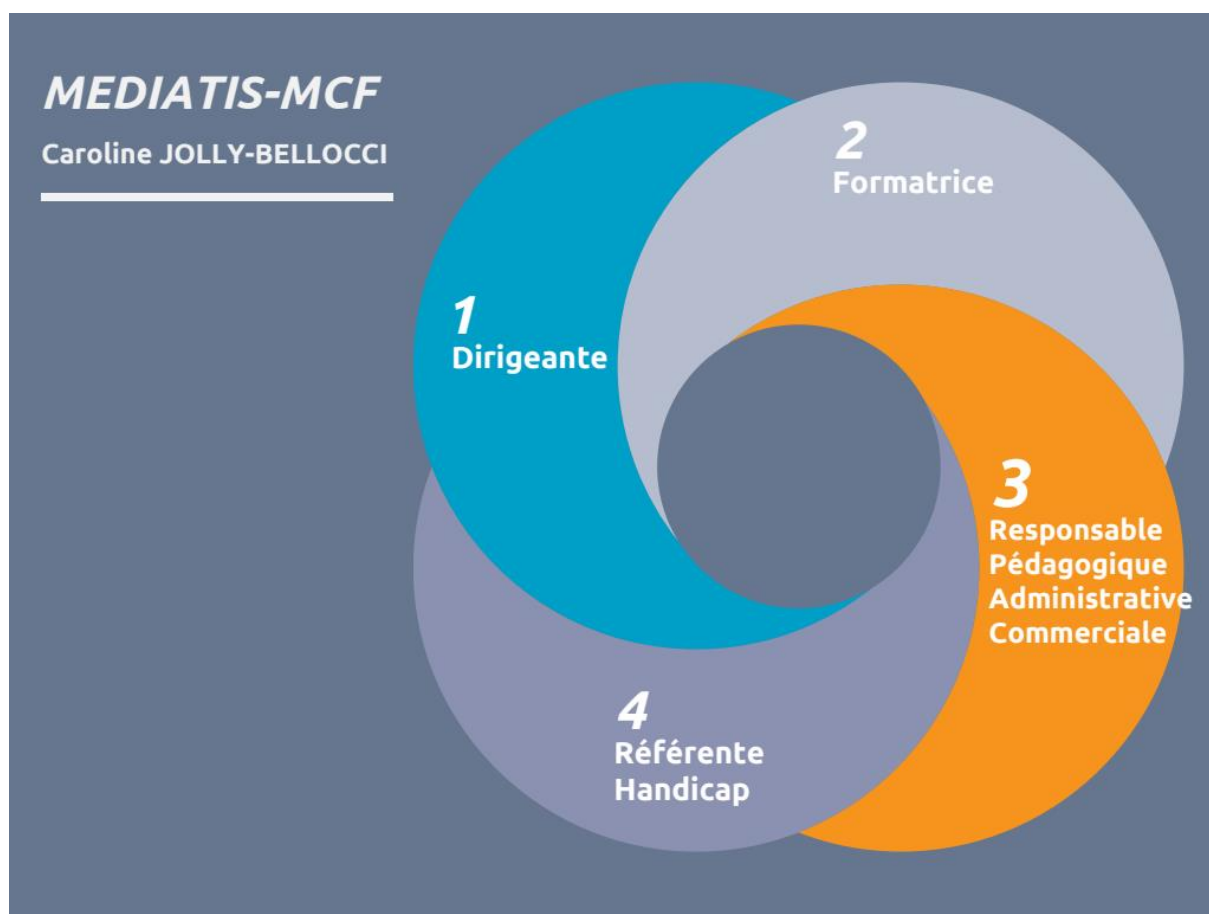 MEDIATIS-MCF
Caroline JOLLY-BELLOCCI
1
Dirigeante
2
Formatrice
3
Responsable
Pédagogique
Administrative
Commerciale
4
Référente
Handicap